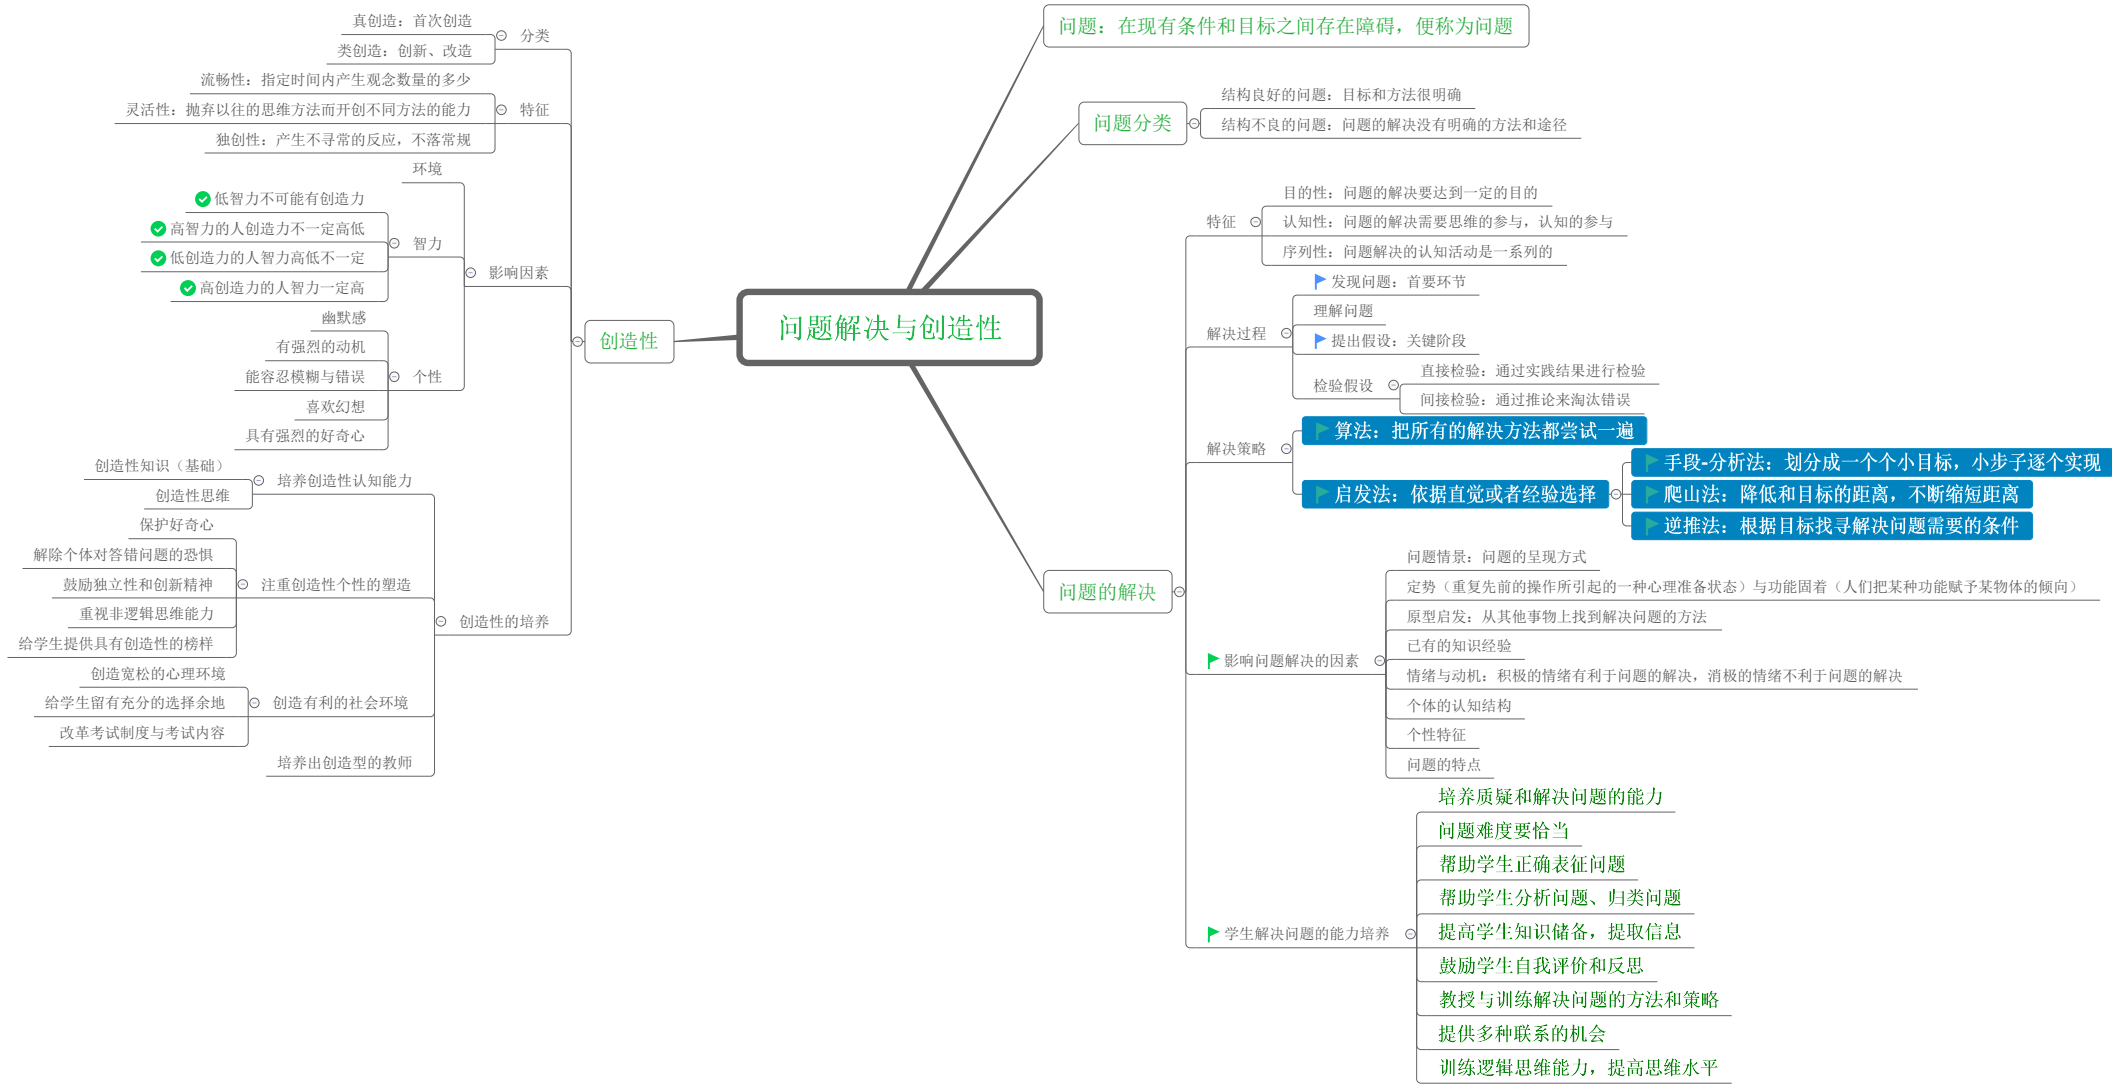 问题解决与创造性
问题：在现有条件和目标之间存在障碍，便称为问题
问题分类
结构良好的问题：目标和方法很明确
结构不良的问题：问题的解决没有明确的方法和途径
问题的解决
特征
目的性：问题的解决要达到一定的目的
认知性：问题的解决需要思维的参与，认知的参与
序列性：问题解决的认知活动是一系列的
解决过程
发现问题：首要环节
理解问题
提出假设：关键阶段
检验假设
直接检验：通过实践结果进行检验
间接检验：通过推论来淘汰错误
解决策略
算法：把所有的解决方法都尝试一遍
启发法：依据直觉或者经验选择
手段-分析法：划分成一个个小目标，小步子逐个实现
爬山法：降低和目标的距离，不断缩短距离
逆推法：根据目标找寻解决问题需要的条件
影响问题解决的因素
问题情景：问题的呈现方式
定势（重复先前的操作所引起的一种心理准备状态）与功能固着（人们把某种功能赋予某物体的倾向）
原型启发：从其他事物上找到解决问题的方法
已有的知识经验
情绪与动机：积极的情绪有利于问题的解决，消极的情绪不利于问题的解决
个体的认知结构
个性特征
问题的特点
学生解决问题的能力培养
培养质疑和解决问题的能力
问题难度要恰当
帮助学生正确表征问题
帮助学生分析问题、归类问题
提高学生知识储备，提取信息
鼓励学生自我评价和反思
教授与训练解决问题的方法和策略
提供多种联系的机会
训练逻辑思维能力，提高思维水平
创造性
分类
真创造：首次创造
类创造：创新、改造
特征
流畅性：指定时间内产生观念数量的多少
灵活性：抛弃以往的思维方法而开创不同方法的能力
独创性：产生不寻常的反应，不落常规
影响因素
环境
智力
低智力不可能有创造力
高智力的人创造力不一定高低
低创造力的人智力高低不一定
高创造力的人智力一定高
个性
幽默感
有强烈的动机
能容忍模糊与错误
喜欢幻想
具有强烈的好奇心
创造性的培养
培养创造性认知能力
创造性知识（基础）
创造性思维
注重创造性个性的塑造
保护好奇心
解除个体对答错问题的恐惧
鼓励独立性和创新精神
重视非逻辑思维能力
给学生提供具有创造性的榜样
创造有利的社会环境
创造宽松的心理环境
给学生留有充分的选择余地
改革考试制度与考试内容
培养出创造型的教师